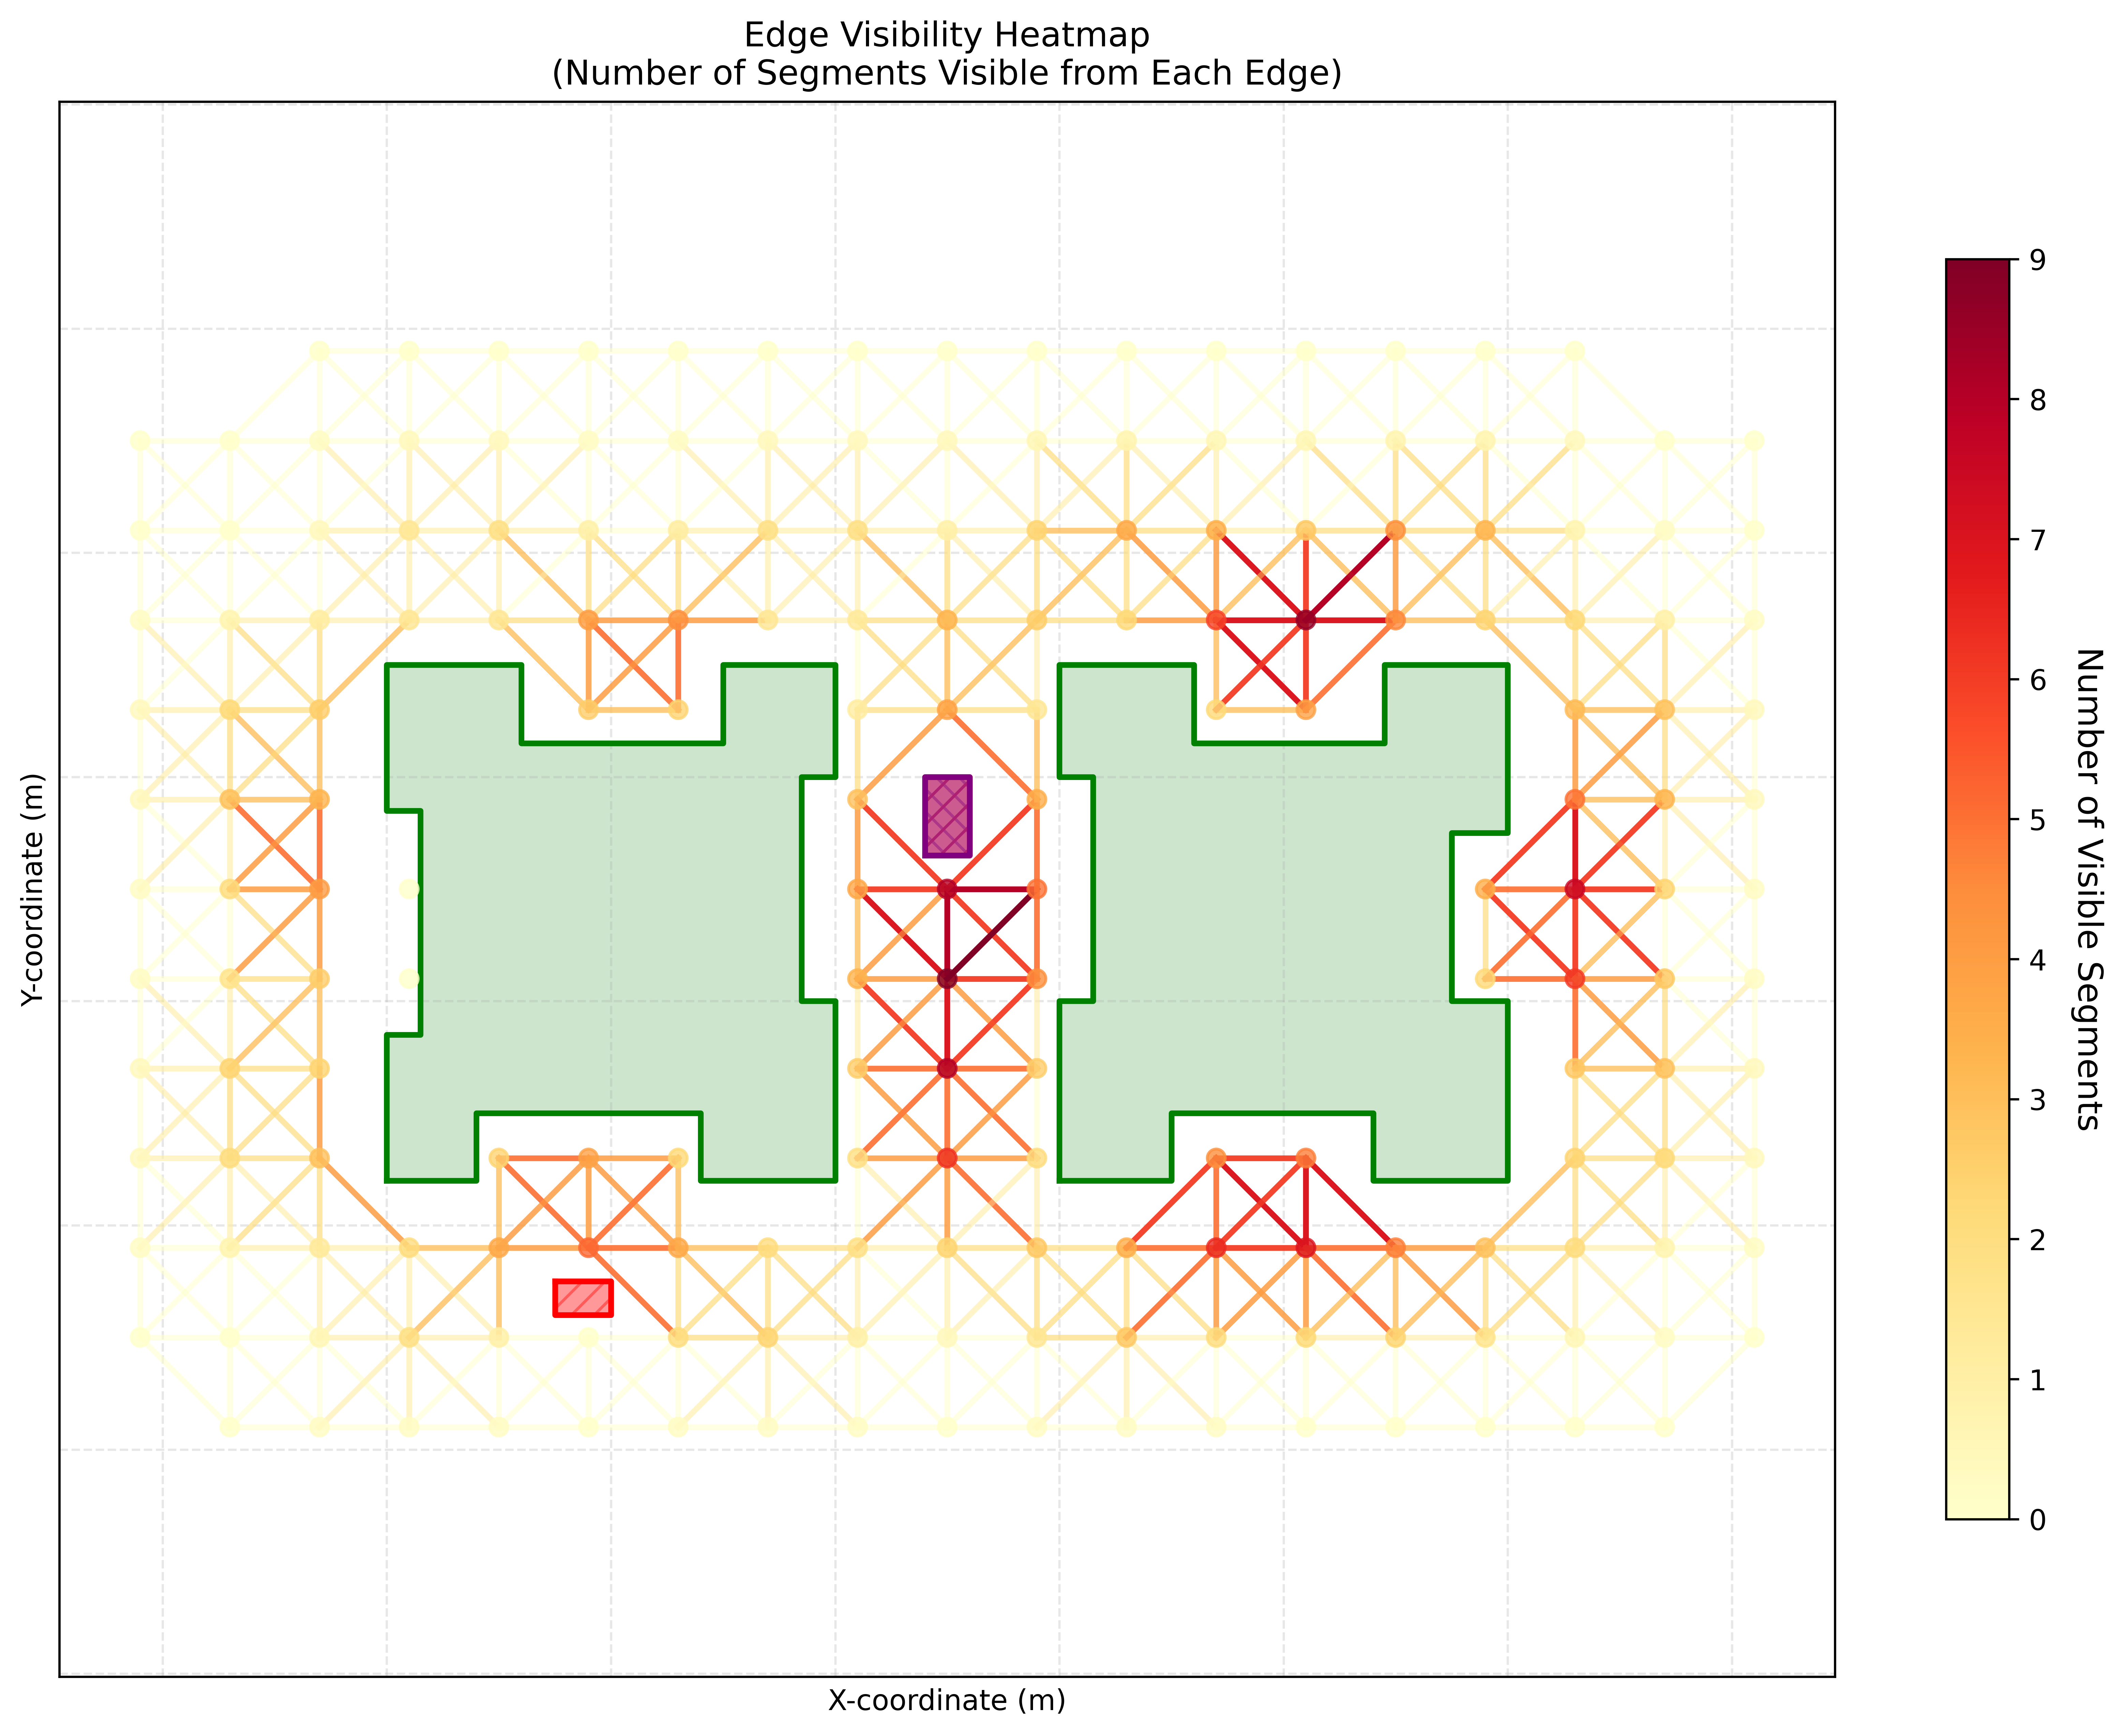 Edge Visibility Heatmap
(Number of Segments Visible from Each Edge)
Y-coordinate (m)
X-coordinate (m)
9
8
7
6
5
4
3
2
1
0
Number of Visible Segments